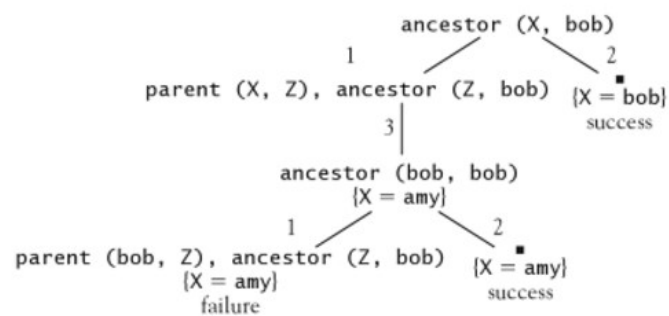 ancestor (X, bob)
1
2
parent (X, Z), ancestor (Z, bob)
{X = bob}
success
3
ancestor (bob, bob)
{X = amy}
1
2
parent (bob, Z), ancestor (Z, bob)
{X = amy}
failure
{X = amy}
success